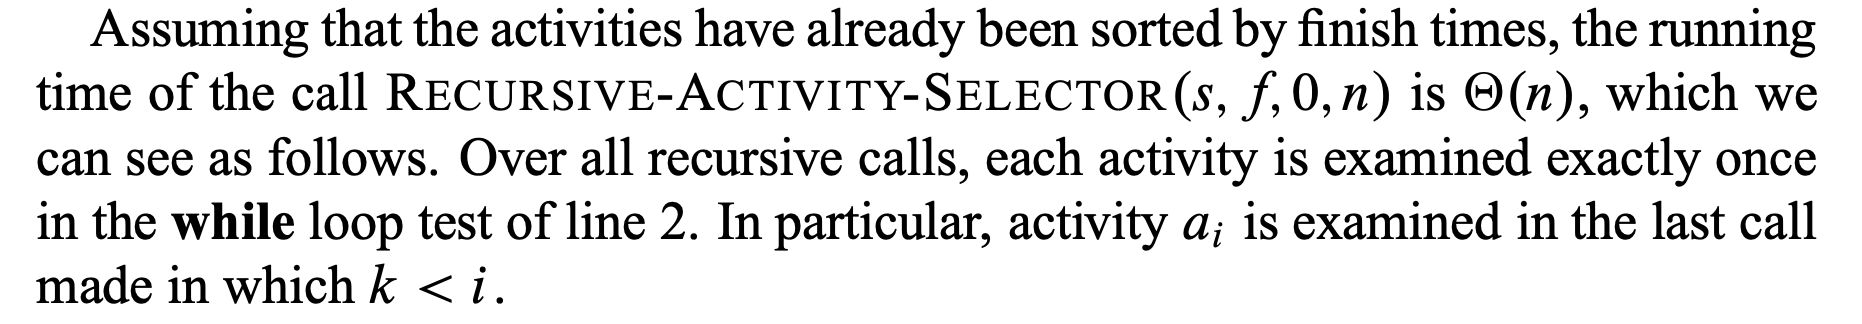 Assuming that the activities have already been sorted by finish times, the running
time of the call RECURSIVE-ACTIVITY-SELECTOR(s, f, 0, n) is Θ(n), which we
can see as follows. Over all recursive calls, each activity is examined exactly once
in the while loop test of line 2. In particular, activity aᵢ is examined in the last call
made in which k < i.